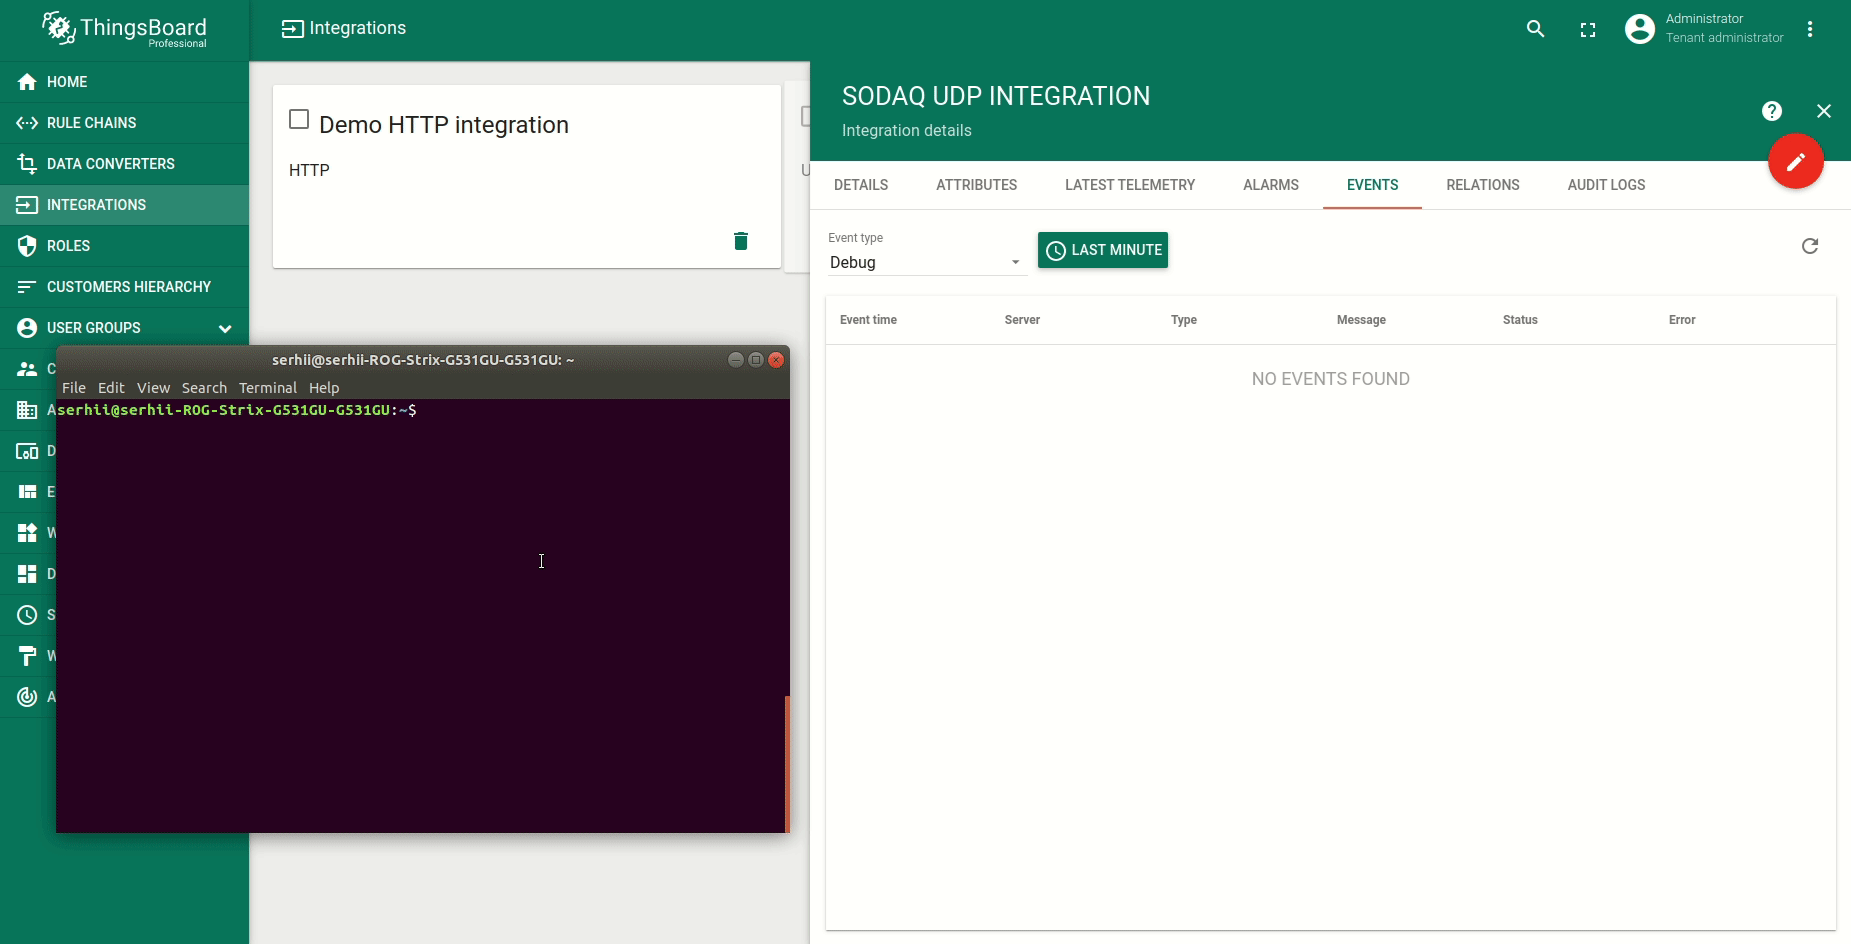 ThingsBoard
Professional
Integrations
Administrator
Tenant administrator
HOME
RULE CHAINS
DATA CONVERTERS
INTEGRATIONS
ROLES
CUSTOMERS HIERARCHY
USER GROUPS
C
A
D
E
W
D
S
W
A
Demo HTTP integration
HTTP
U
serhii@serhii-ROG-Strix-G531GU-G531GU: ~
File Edit View Search Terminal Help
serhii@serhii-ROG-Strix-G531GU-G531GU:~$
SODAQ UDP INTEGRATION
Integration details
DETAILS ATTRIBUTES LATEST TELEMETRY ALARMS EVENTS RELATIONS AUDIT LOGS
Event type
Debug
LAST MINUTE
Event time Server Type Message Status Error
NO EVENTS FOUND